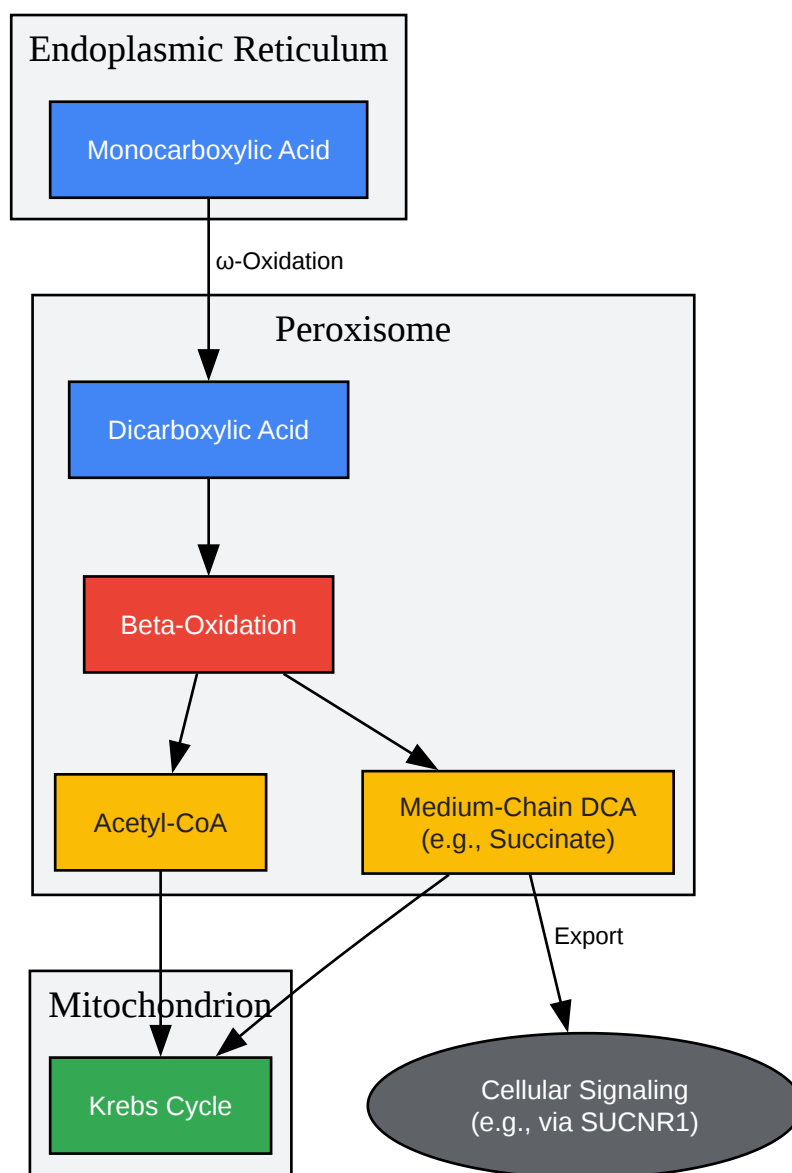 Endoplasmic Reticulum
Monocarboxylic Acid
ω-Oxidation
Peroxisome
Dicarboxylic Acid
Beta-Oxidation
Acetyl-CoA
Medium-Chain DCA
(e.g., Succinate)
Export
Mitochondrion
Krebs Cycle
Cellular Signaling
(e.g., via SUCNR1)